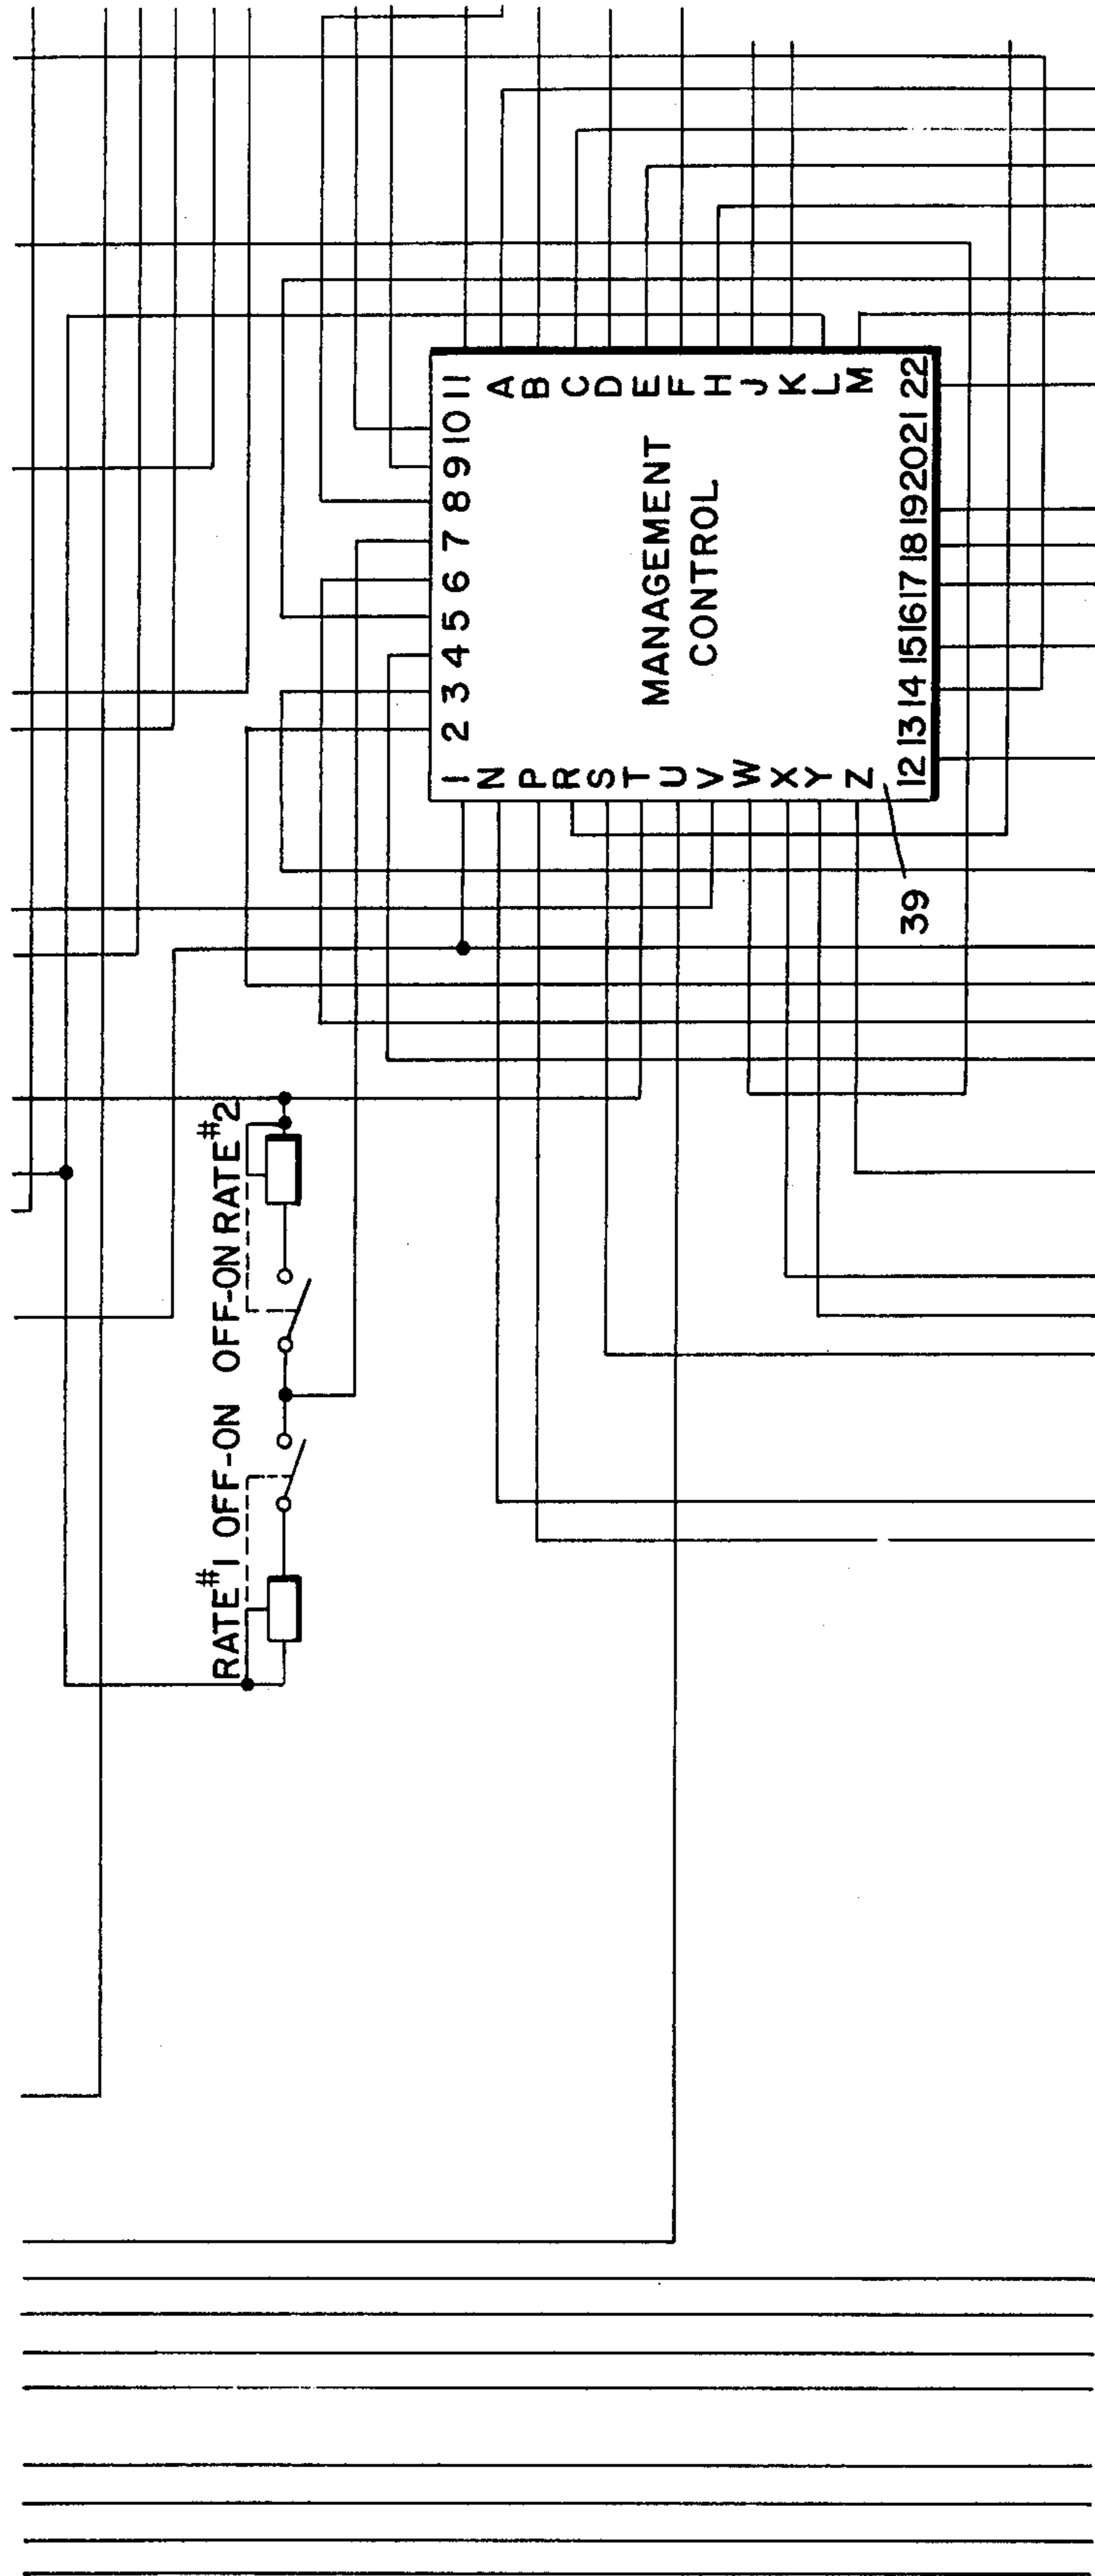 RATE #1 OFF-ON OFF-ON RATE #2
1 2 3 4 5 6 7 8 9 10 11
N
A
P
B
R
C
S
D
T
MANAGEMENT
E
U
F
V
CONTROL
H
W
J
X
K
Y
L
Z
M
12 13 14 15 16 17 18 19 20 21 22
39